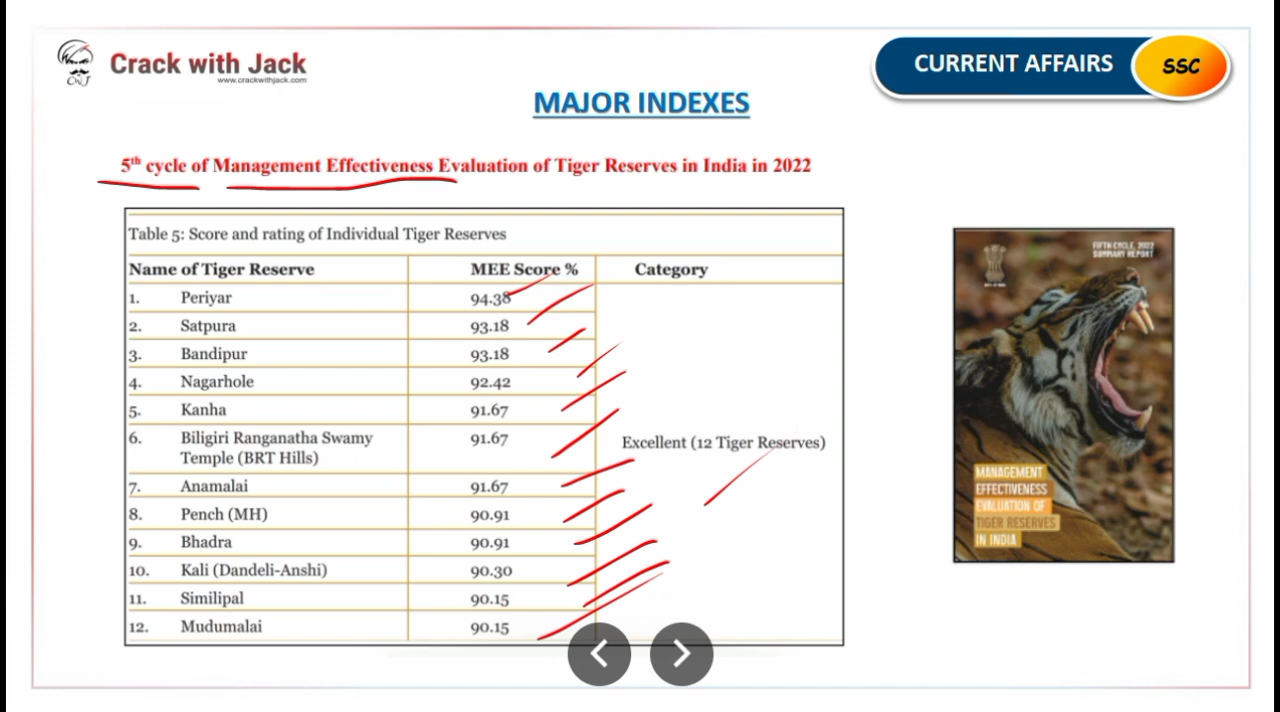 Crack with Jack
www.crackwithjack.com
CwJ
CURRENT AFFAIRS
SSC
MAJOR INDEXES
5th cycle of Management Effectiveness Evaluation of Tiger Reserves in India in 2022
Table 5: Score and rating of Individual Tiger Reserves
Name of Tiger Reserve MEE Score % Category
1. Periyar 94.38
2. Satpura 93.18
3. Bandipur 93.18
4. Nagarhole 92.42
5. Kanha 91.67
6. Biligiri Ranganatha Swamy 91.67
Temple (BRT Hills)
Excellent (12 Tiger Reserves)
7. Anamalai 91.67
8. Pench (MH) 90.91
9. Bhadra 90.91
10. Kali (Dandeli-Anshi) 90.30
11. Similipal 90.15
12. Mudumalai 90.15
FIFTH CYCLE, 2022
SUMMARY REPORT
MANAGEMENT
EFFECTIVENESS
EVALUATION OF
TIGER RESERVES
IN INDIA